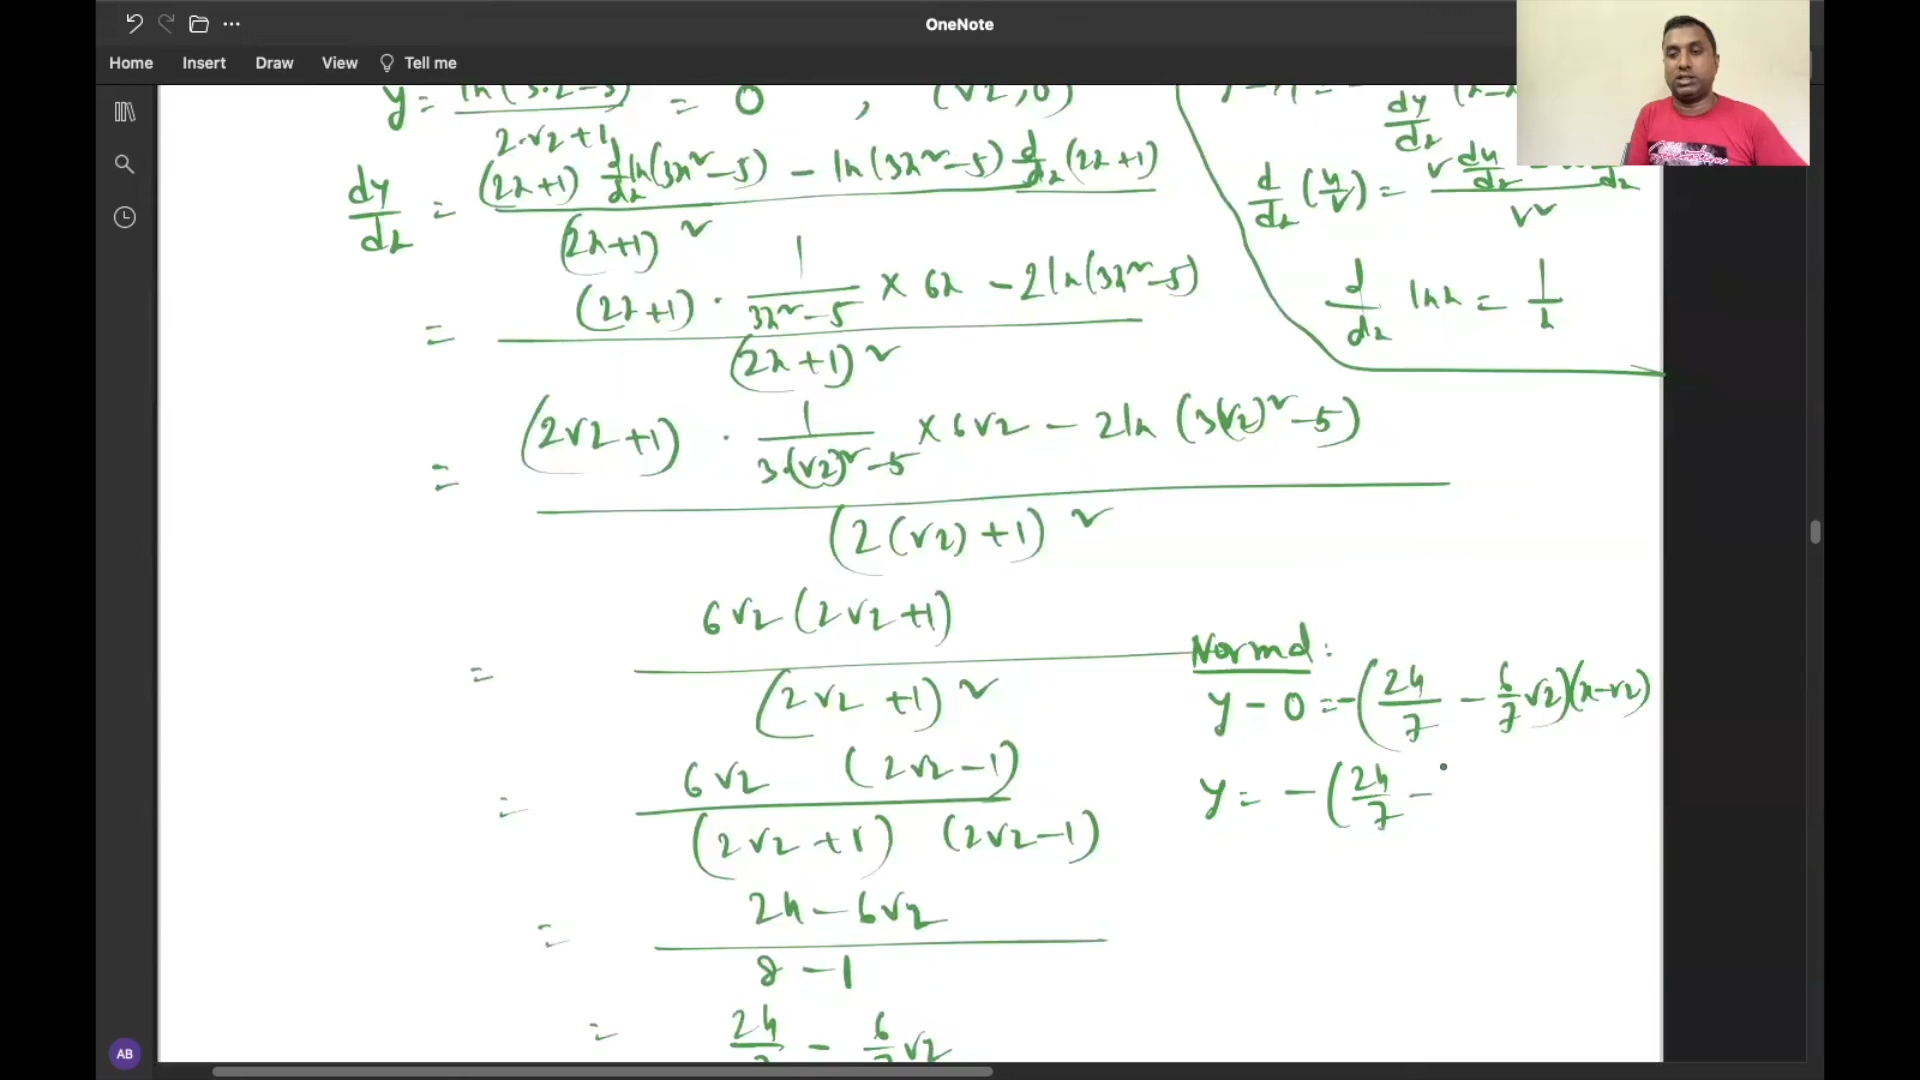 OneNote
Home Insert Draw View Tell me
y = ln(3·2-5) / 2·√2+1 = 0 , (√2,0)
dy/dx = ((2x+1) d/dx ln(3x²-5) - ln(3x²-5) d/dx (2x+1)) / (2x+1)²
= ((2x+1) · 1/(3x²-5) × 6x - 2ln(3x²-5)) / (2x+1)²
= ((2√2+1) · 1/(3·(√2)²-5) × 6√2 - 2ln (3(√2)²-5)) / (2(√2)+1)²
= 6√2(2√2+1) / (2√2+1)²
= 6√2 (2√2-1) / (2√2+1) (2√2-1)
= 24-6√2 / 8-1
= 24/7 - 6/7 √2
dy/dx
d/dx (u/v) = v du/dx / v²
d/dx lnx = 1/x
Normal:
y - 0 = -(24/7 - 6/7 √2)(x-√2)
y = -(24/7 -
AB